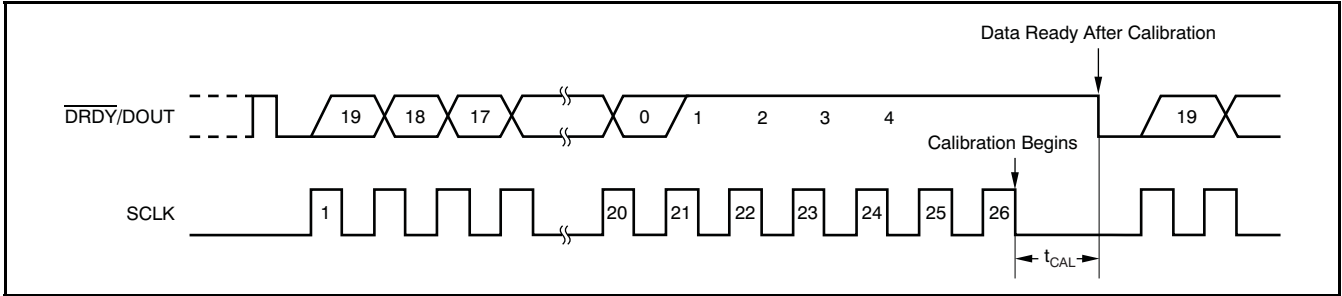 Data Ready After Calibration
DRDY/DOUT
19 18 17 0 1 2 3 4 19
Calibration Begins
SCLK
1 20 21 22 23 24 25 26
tCAL